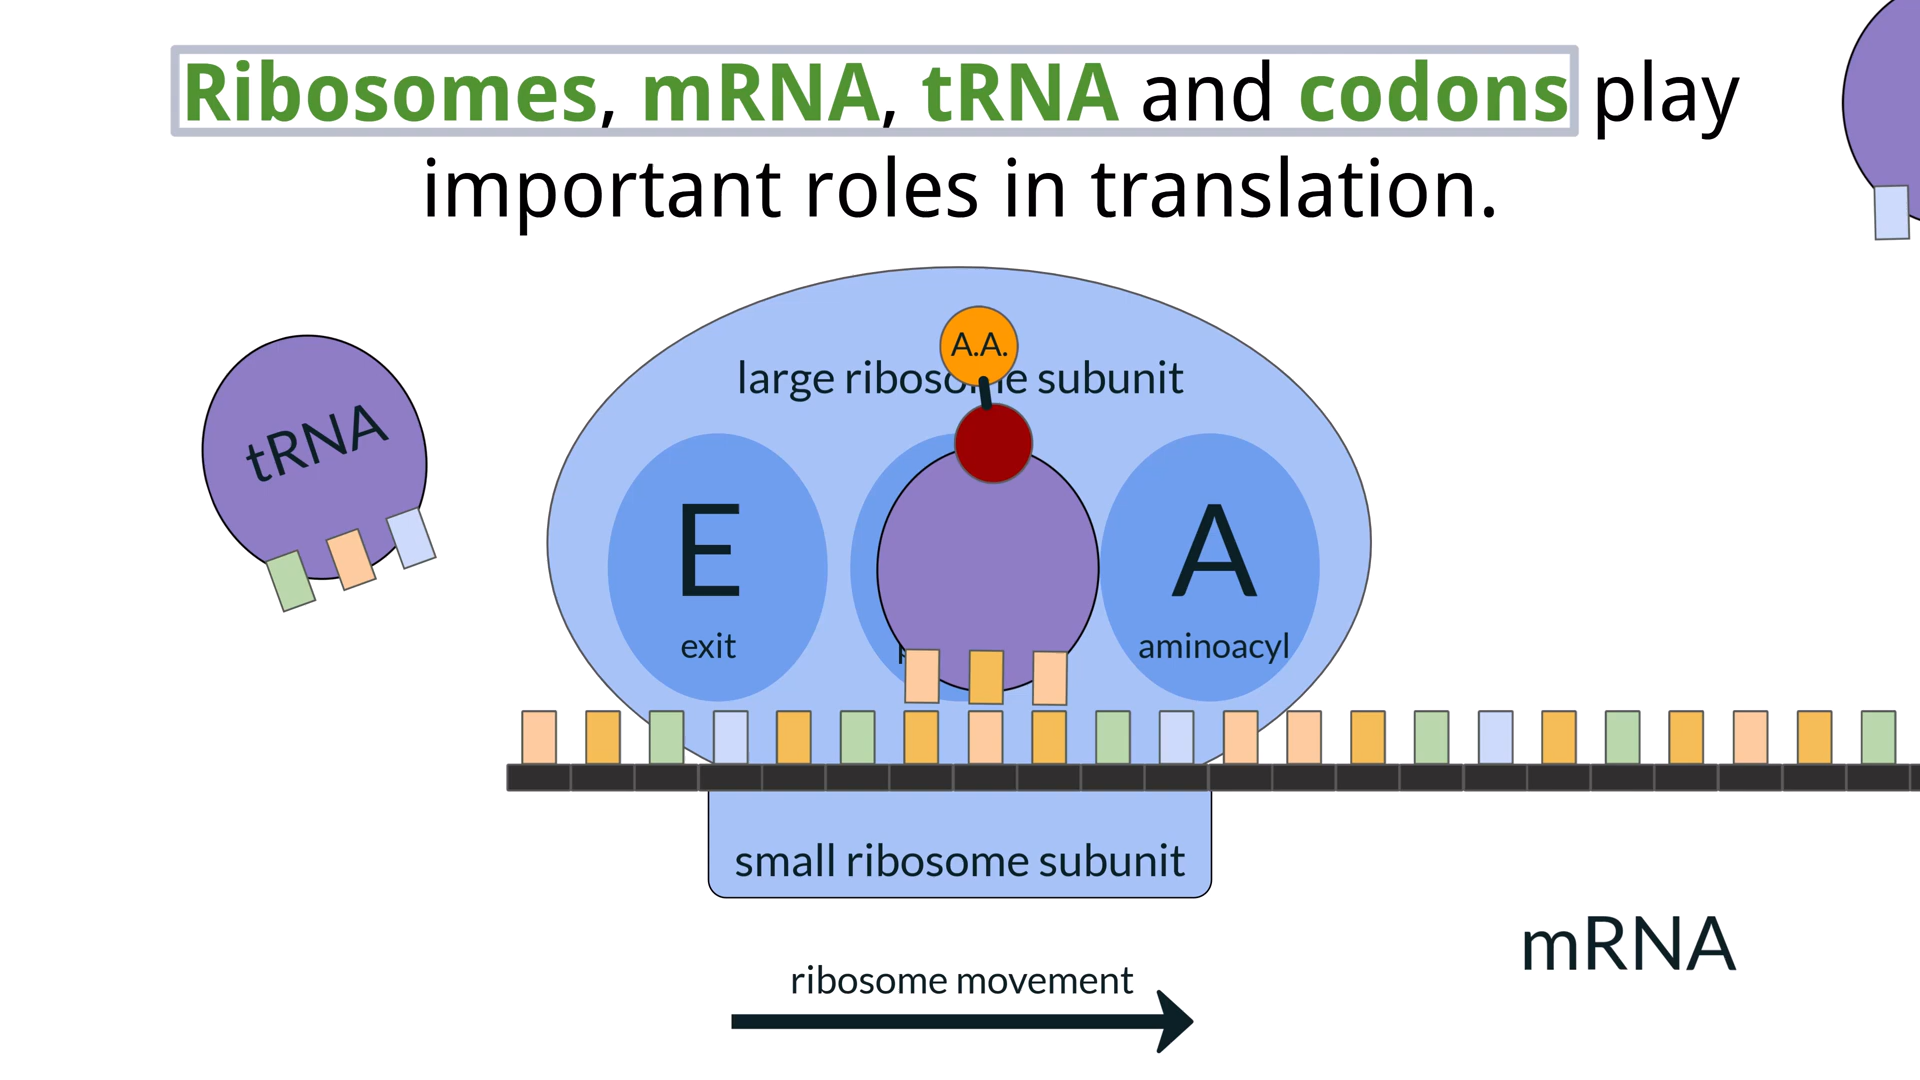 Ribosomes, mRNA, tRNA and codons play
important roles in translation.
A.A.
large ribosome subunit
tRNA
E
A
exit
aminoacyl
small ribosome subunit
mRNA
ribosome movement